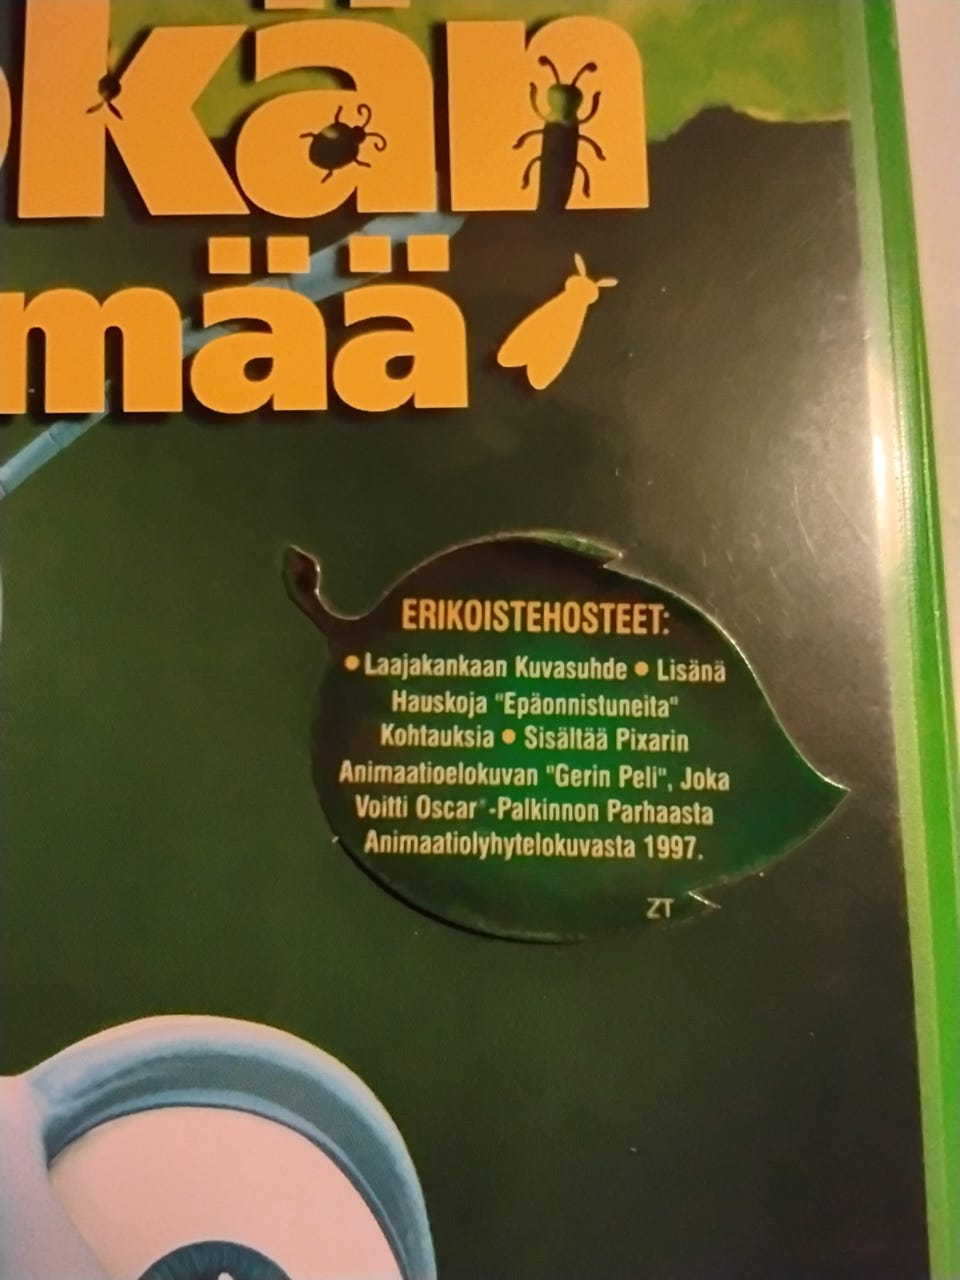 kän
mää
ERIKOISTEHOSTEET:
• Laajakankaan Kuvasuhde • Lisänä
Hauskoja "Epäonnistuneita"
Kohtauksia • Sisältää Pixarin
Animaatioelokuvan "Gerin Peli", Joka
Voitti Oscar®-Palkinnon Parhaasta
Animaatiolyhytelokuvasta 1997.
ZT